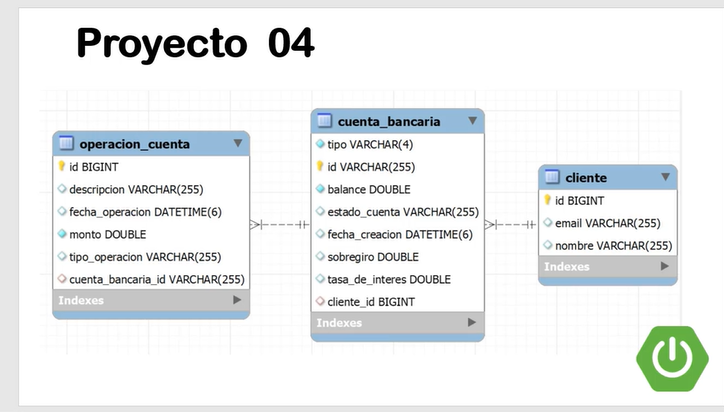 Proyecto 04
operacion_cuenta
id BIGINT
descripcion VARCHAR(255)
fecha_operacion DATETIME(6)
monto DOUBLE
tipo_operacion VARCHAR(255)
cuenta_bancaria_id VARCHAR(255)
Indexes
cuenta_bancaria
tipo VARCHAR(4)
id VARCHAR(255)
balance DOUBLE
estado_cuenta VARCHAR(255)
fecha_creacion DATETIME(6)
sobregiro DOUBLE
tasa_de_interes DOUBLE
cliente_id BIGINT
Indexes
cliente
id BIGINT
email VARCHAR(255)
nombre VARCHAR(255)
Indexes